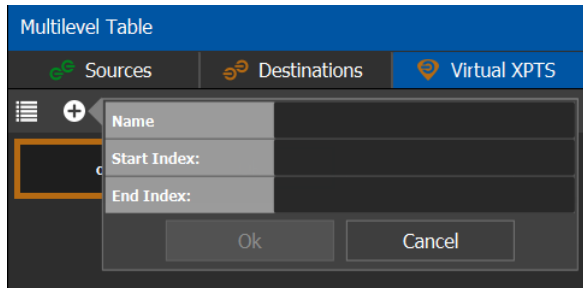 Multilevel Table
Sources
Destinations
Virtual XPTS
Name
Start Index:
End Index:
Ok
Cancel